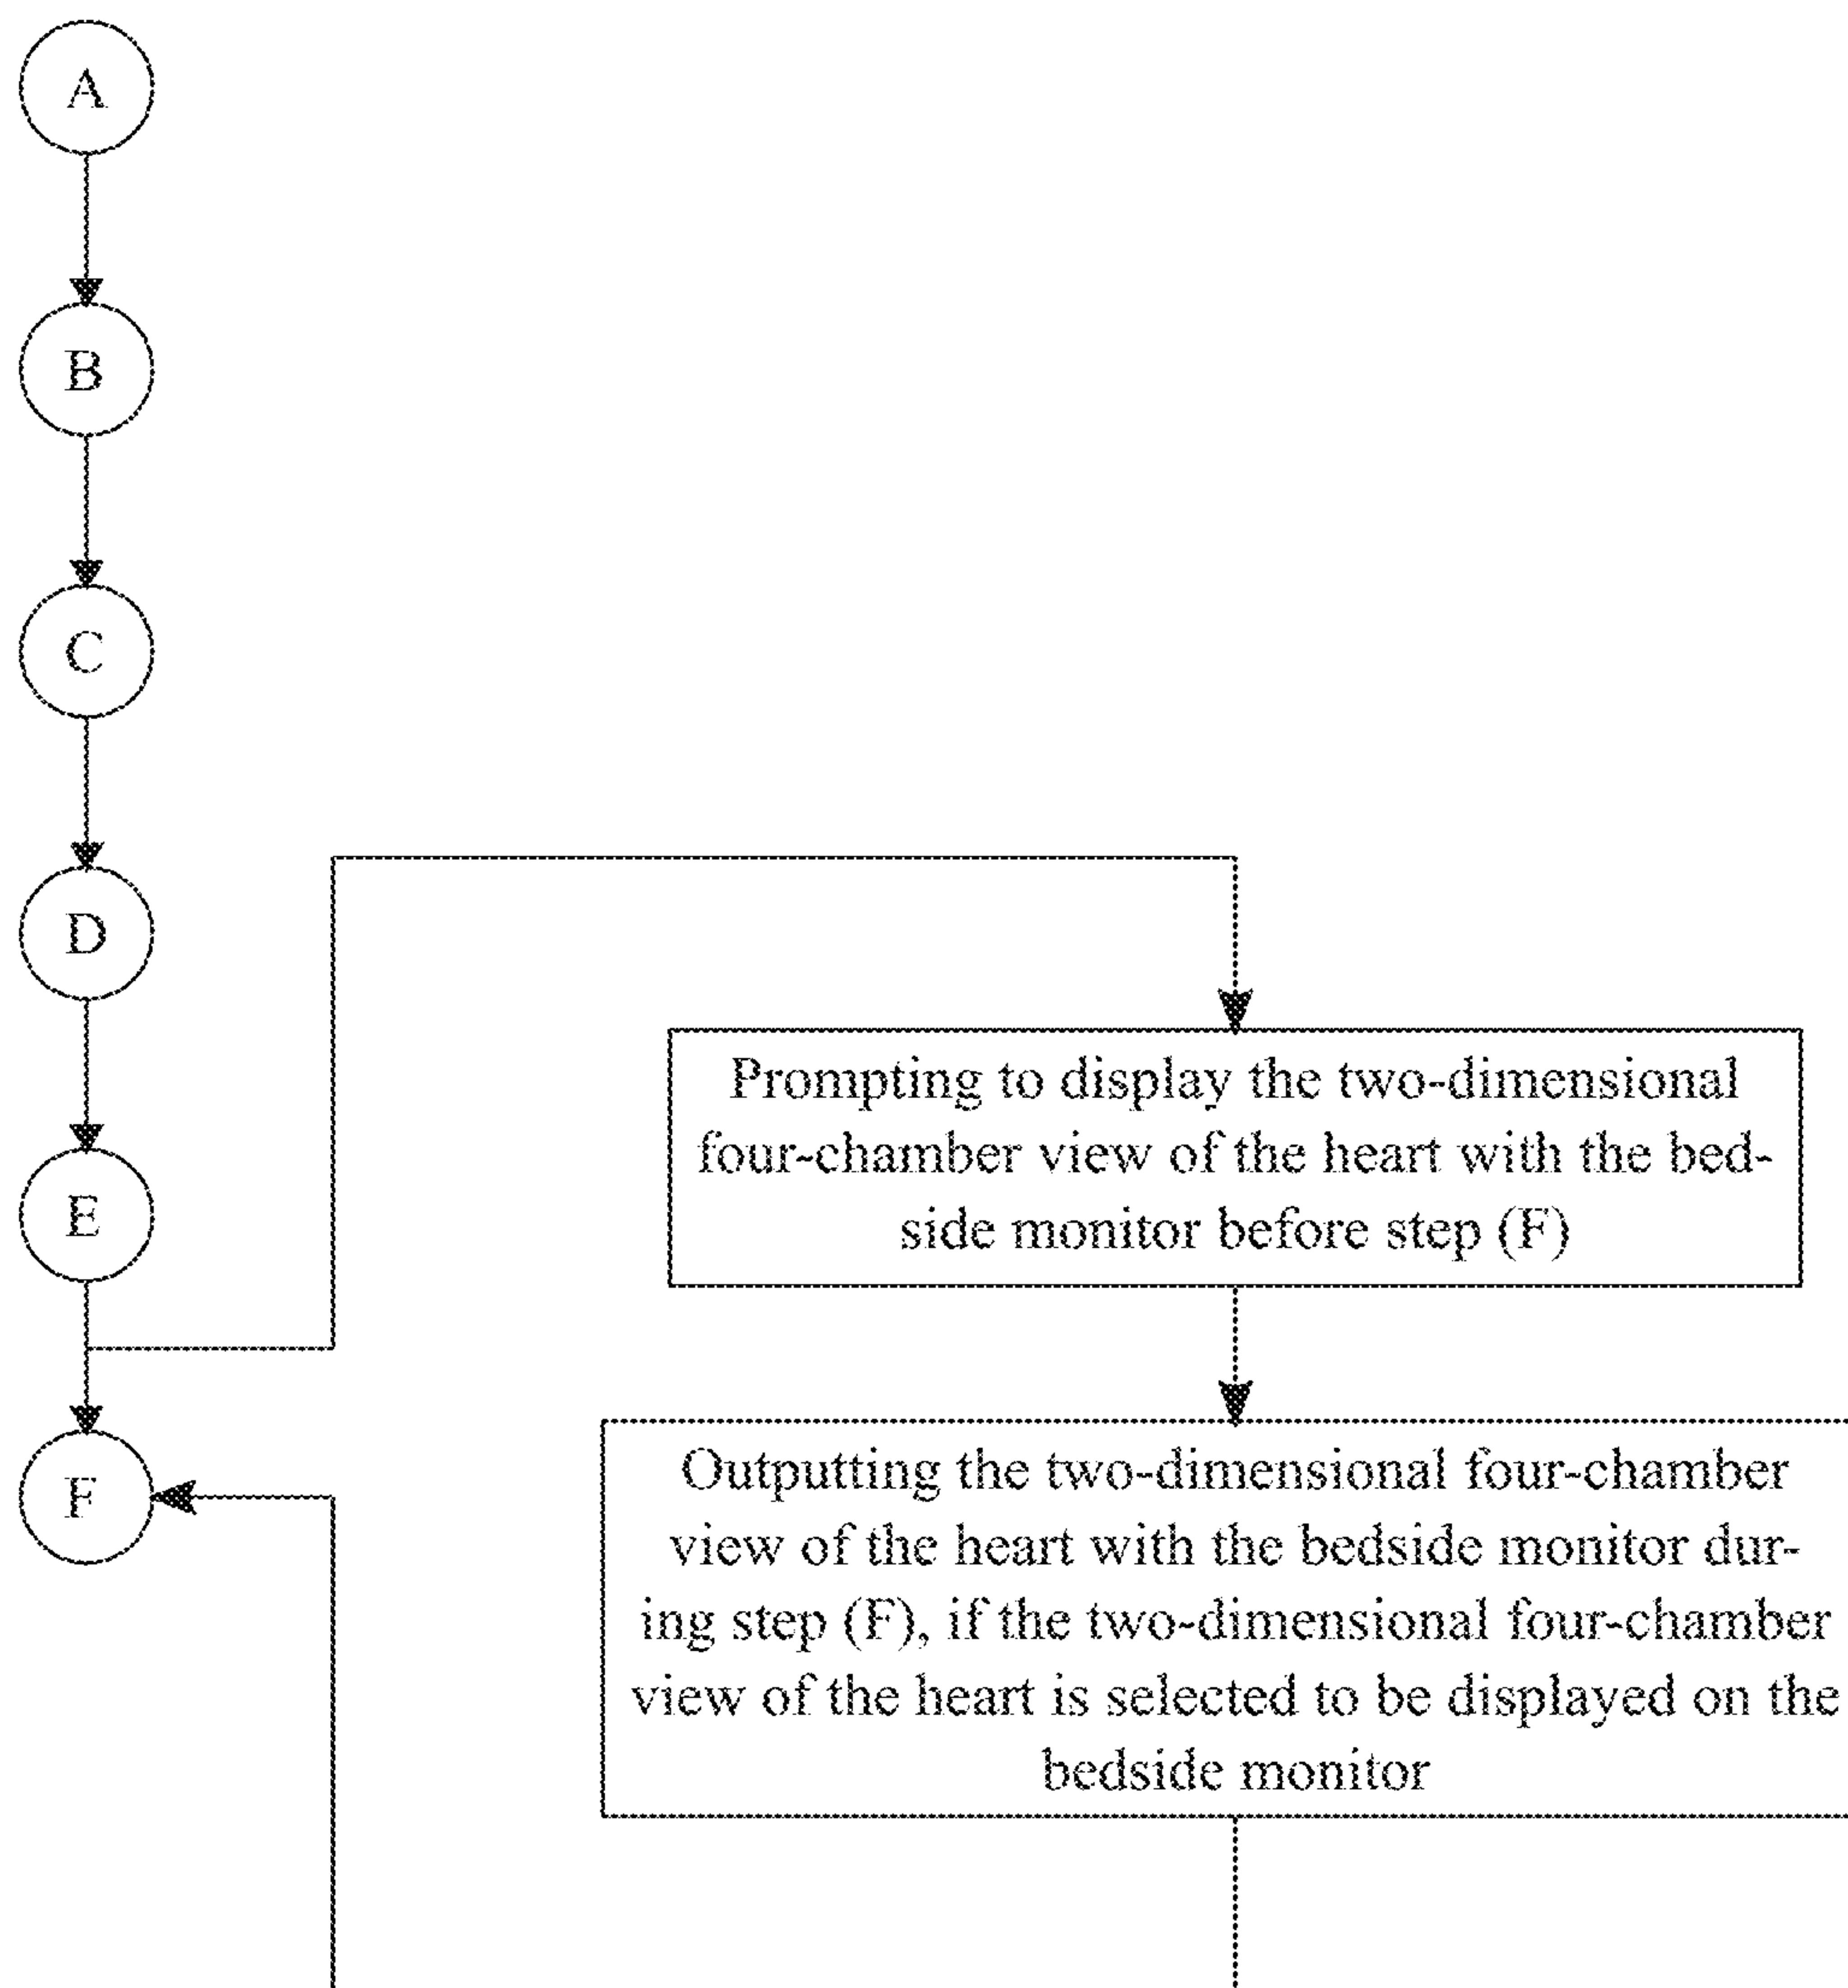 A
B
C
D
E
F
Prompting to display the two-dimensional
four-chamber view of the heart with the bed-
side monitor before step (F)
Outputting the two-dimensional four-chamber
view of the heart with the bedside monitor dur-
ing step (F), if the two-dimensional four-chamber
view of the heart is selected to be displayed on the
bedside monitor